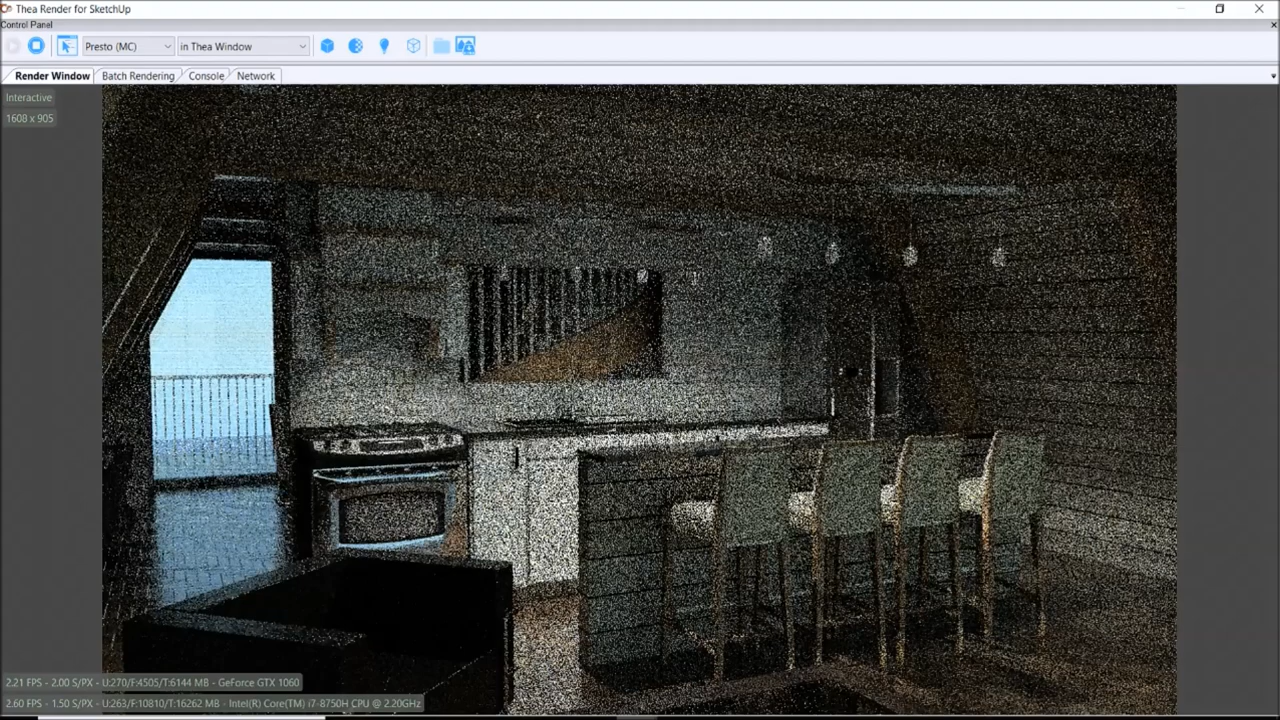 Thea Render for SketchUp
Control Panel
Presto (MC) in Thea Window
Render Window Batch Rendering Console Network
Interactive
1608 x 905
2.21 FPS - 2.00 S/PX - U:270/F:4505/T:6144 MB - GeForce GTX 1060
2.60 FPS - 1.50 S/PX - U:263/F:10810/T:16262 MB - Intel(R) Core(TM) i7-8750H CPU @ 2.20GHz